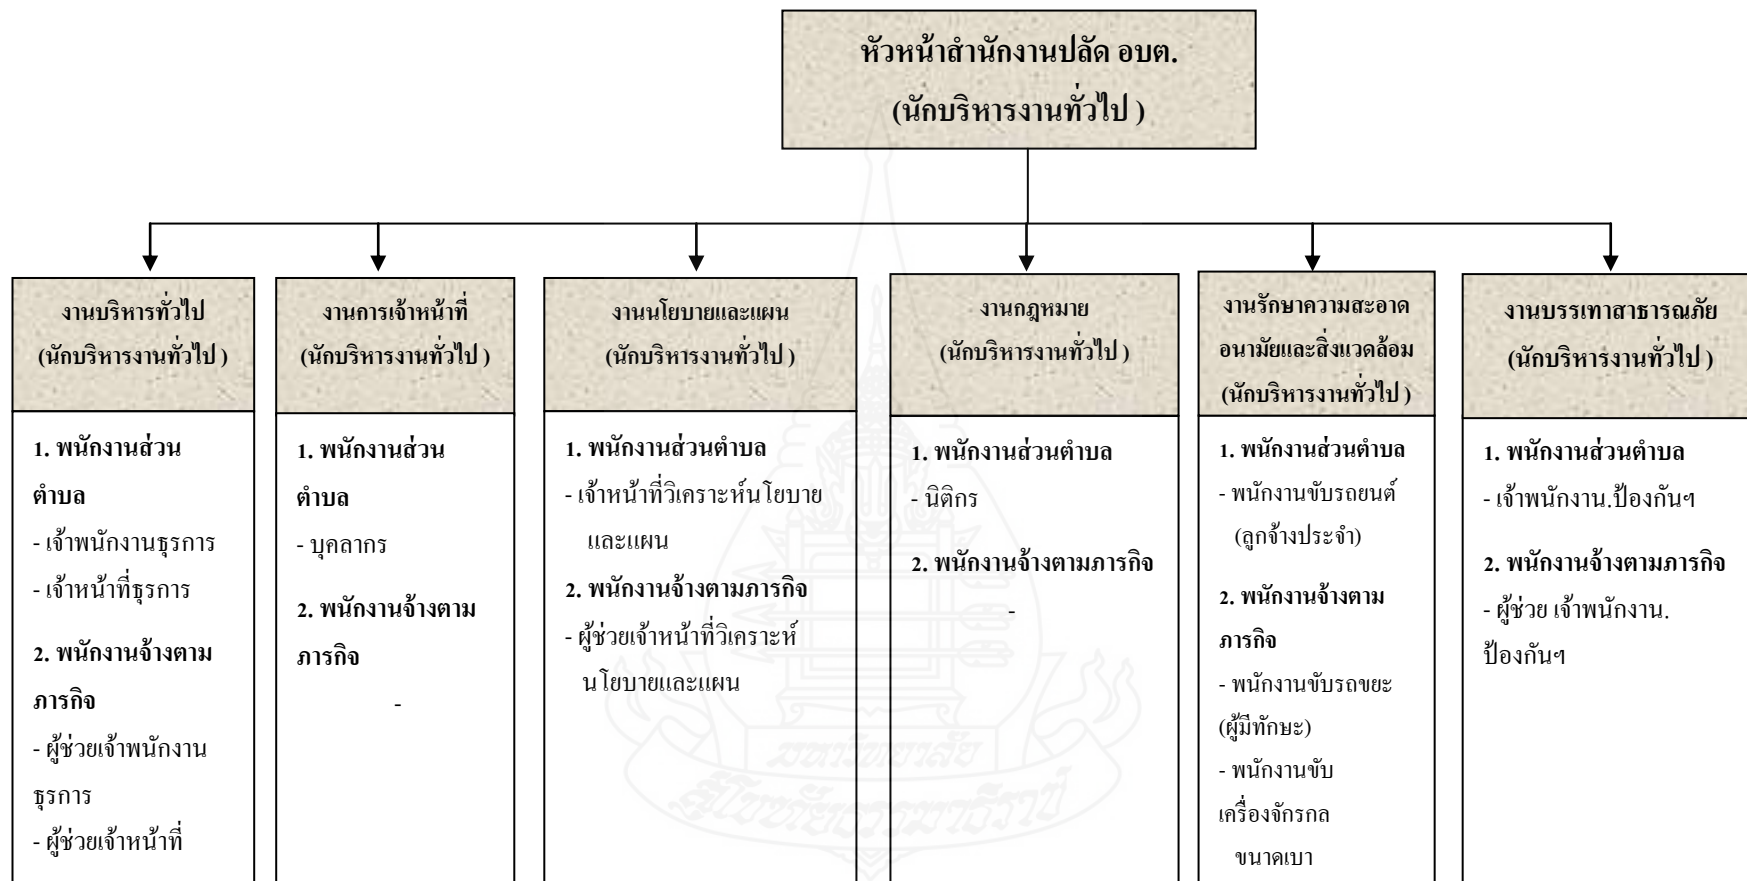 หัวหน้าสำนักงานปลัด อบต.
(นักบริหารงานทั่วไป )
งานบริหารทั่วไป
(นักบริหารงานทั่วไป )
1. พนักงานส่วน
ตำบล
- เจ้าพนักงานธุรการ
- เจ้าหน้าที่ธุรการ
2. พนักงานจ้างตาม
ภารกิจ
- ผู้ช่วยเจ้าพนักงาน
ธุรการ
- ผู้ช่วยเจ้าหน้าที่
งานการเจ้าหน้าที่
(นักบริหารงานทั่วไป )
1. พนักงานส่วน
ตำบล
- บุคลากร
2. พนักงานจ้างตาม
ภารกิจ
-
งานนโยบายและแผน
(นักบริหารงานทั่วไป )
1. พนักงานส่วนตำบล
- เจ้าหน้าที่วิเคราะห์นโยบาย
และแผน
2. พนักงานจ้างตามภารกิจ
- ผู้ช่วยเจ้าหน้าที่วิเคราะห์
นโยบายและแผน
งานกฎหมาย
(นักบริหารงานทั่วไป )
1. พนักงานส่วนตำบล
- นิติกร
2. พนักงานจ้างตามภารกิจ
-
งานรักษาความสะอาด
อนามัยและสิ่งแวดล้อม
(นักบริหารงานทั่วไป )
1. พนักงานส่วนตำบล
- พนักงานขับรถยนต์
(ลูกจ้างประจำ)
2. พนักงานจ้างตาม
ภารกิจ
- พนักงานขับรถขยะ
(ผู้มีทักษะ)
- พนักงานขับ
เครื่องจักรกล
ขนาดเบา
งานบรรเทาสาธารณภัย
(นักบริหารงานทั่วไป )
1. พนักงานส่วนตำบล
- เจ้าพนักงาน.ป้องกันฯ
2. พนักงานจ้างตามภารกิจ
- ผู้ช่วย เจ้าพนักงาน.
ป้องกันฯ
มหาวิทยาลัย
สุโขทัยธรรมาธิราช